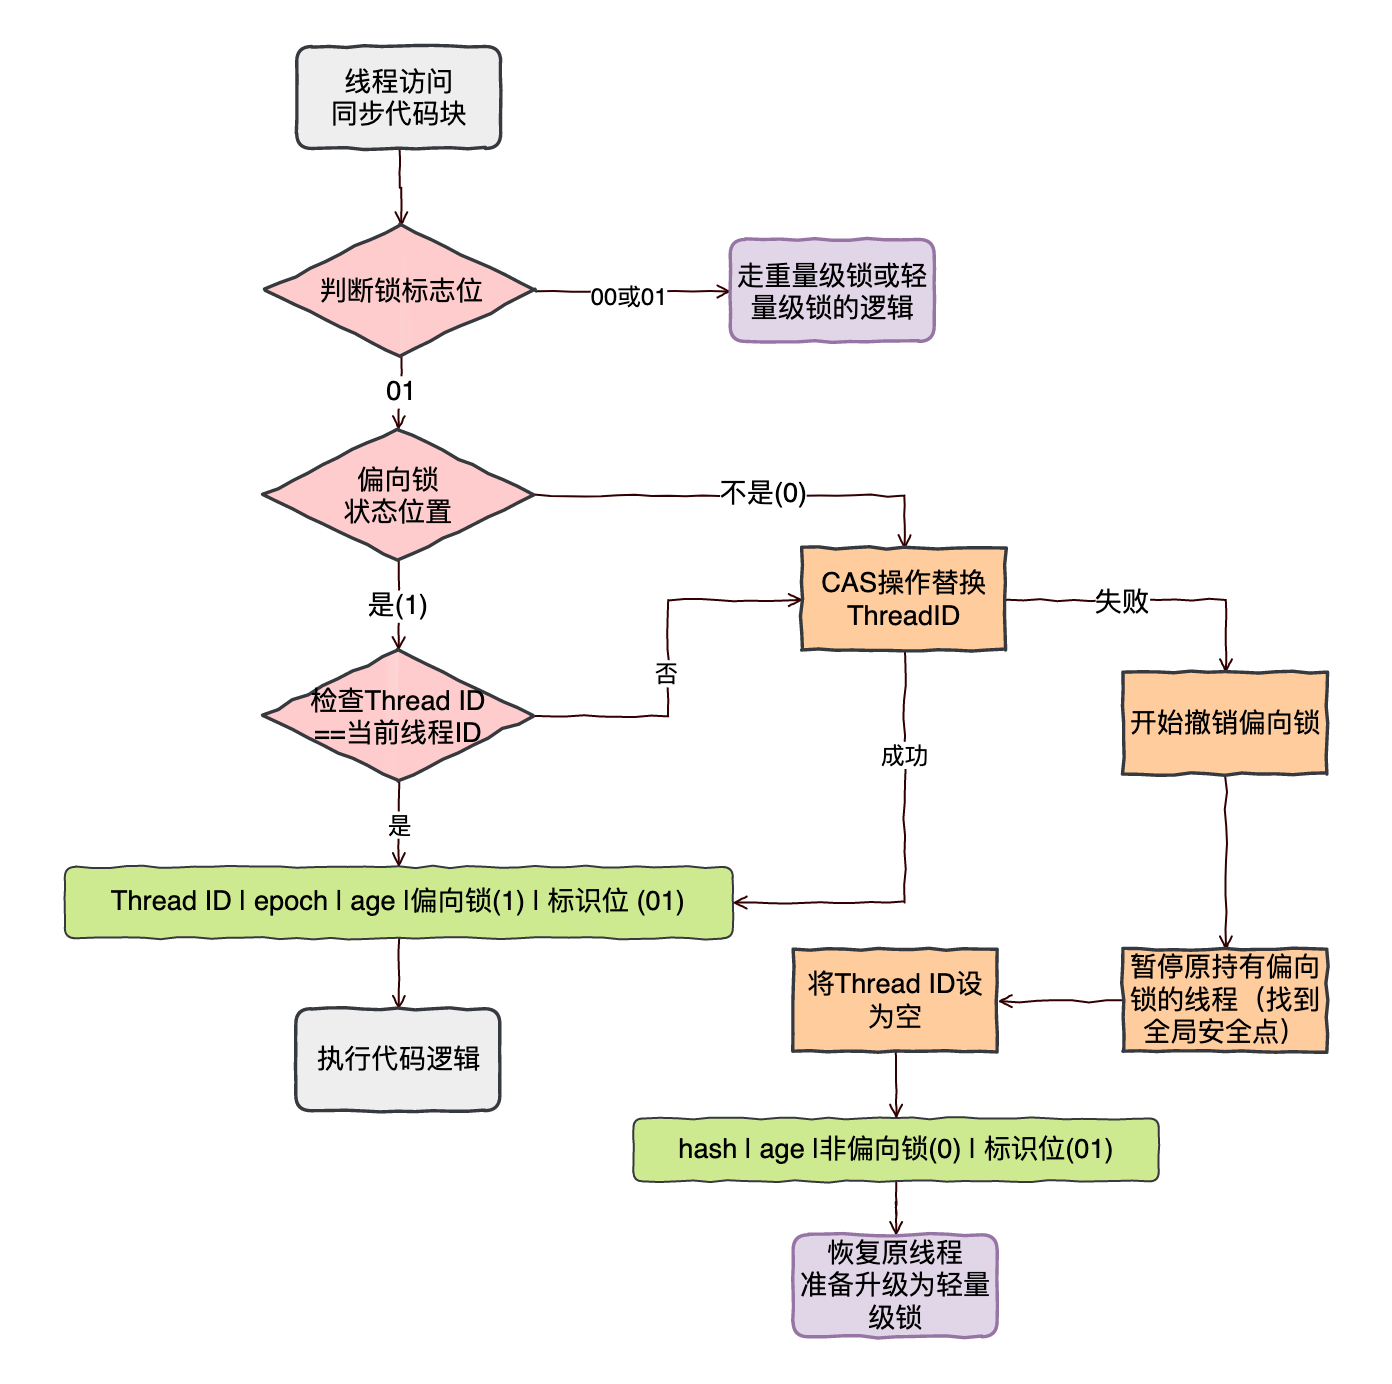 线程访问
同步代码块
判断锁标志位
00或01
走重量级锁或轻
量级锁的逻辑
01
偏向锁
状态位置
不是(0)
CAS操作替换
ThreadID
失败
是(1)
检查Thread ID
==当前线程ID
否
开始撤销偏向锁
成功
是
Thread ID | epoch | age |偏向锁(1) | 标识位 (01)
暂停原持有偏向
锁的线程（找到
全局安全点）
将Thread ID设
为空
执行代码逻辑
hash | age |非偏向锁(0) | 标识位(01)
恢复原线程
准备升级为轻量
级锁